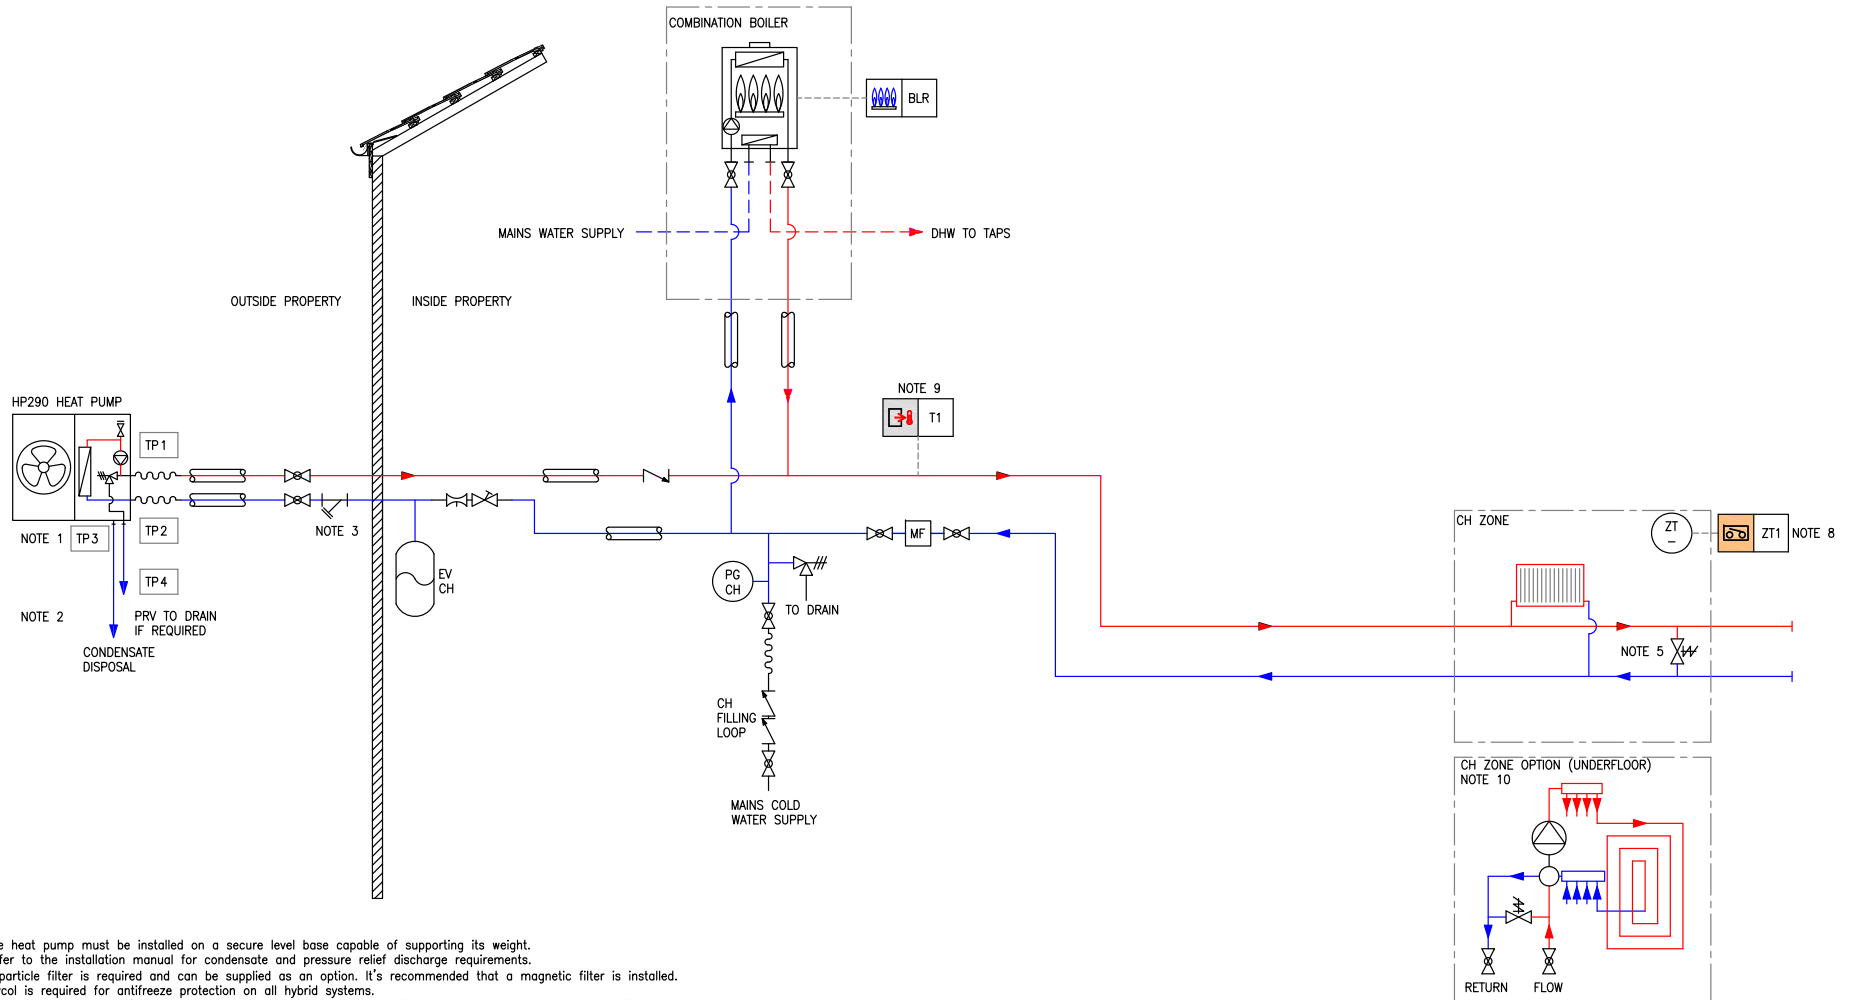 COMBINATION BOILER
BLR
MAINS WATER SUPPLY
DHW TO TAPS
OUTSIDE PROPERTY
INSIDE PROPERTY
HP290 HEAT PUMP
TP1
TP2
NOTE 1
TP3
TP4
NOTE 2
PRV TO DRAIN
IF REQUIRED
CONDENSATE
DISPOSAL
NOTE 3
EV
CH
NOTE 9
T1
MF
PG
CH
TO DRAIN
CH
FILLING
LOOP
MAINS COLD
WATER SUPPLY
CH ZONE
ZT
–
ZT1
NOTE 8
NOTE 5
CH ZONE OPTION (UNDERFLOOR)
NOTE 10
RETURN
FLOW
e heat pump must be installed on a secure level base capable of supporting its weight.
fer to the installation manual for condensate and pressure relief discharge requirements.
particle filter is required and can be supplied as an option. It's recommended that a magnetic filter is installed.
col is required for antifreeze protection on all hybrid systems.